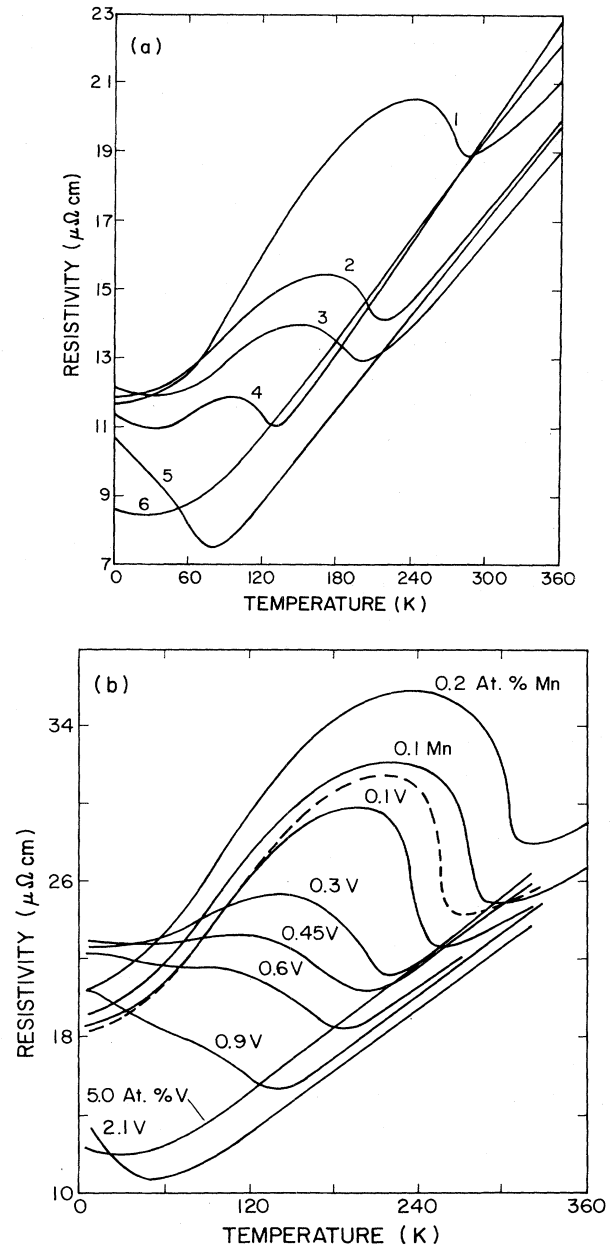 (a)
23
21
19
17
15
13
11
9
7
RESISTIVITY (μΩ cm)
1
2
3
4
5
6
0 60 120 180 240 300 360
TEMPERATURE (K)
(b)
34
26
18
10
RESISTIVITY (μΩ cm)
0.2 At. % Mn
0.1 Mn
0.1 V
0.3 V
0.45V
0.6 V
0.9 V
5.0 At. %V
2.1 V
0 120 240 360
TEMPERATURE (K)